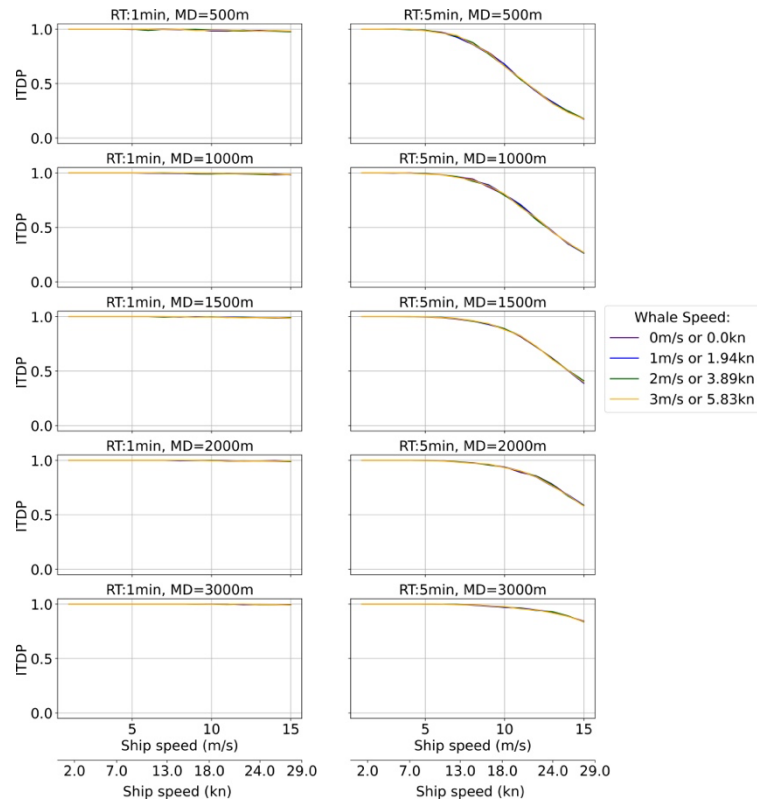 RT:1min, MD=500m
RT:5min, MD=500m
1.0
0.5
0.0
ITDP
ITDP
RT:1min, MD=1000m
RT:5min, MD=1000m
1.0
0.5
0.0
ITDP
ITDP
RT:1min, MD=1500m
RT:5min, MD=1500m
1.0
0.5
0.0
ITDP
ITDP
Whale Speed:
0m/s or 0.0kn
1m/s or 1.94kn
2m/s or 3.89kn
3m/s or 5.83kn
RT:1min, MD=2000m
RT:5min, MD=2000m
1.0
0.5
0.0
ITDP
ITDP
RT:1min, MD=3000m
RT:5min, MD=3000m
1.0
0.5
0.0
ITDP
ITDP
5 10 15
5 10 15
Ship speed (m/s)
Ship speed (m/s)
2.0 7.0 13.0 18.0 24.0 29.0
2.0 7.0 13.0 18.0 24.0 29.0
Ship speed (kn)
Ship speed (kn)